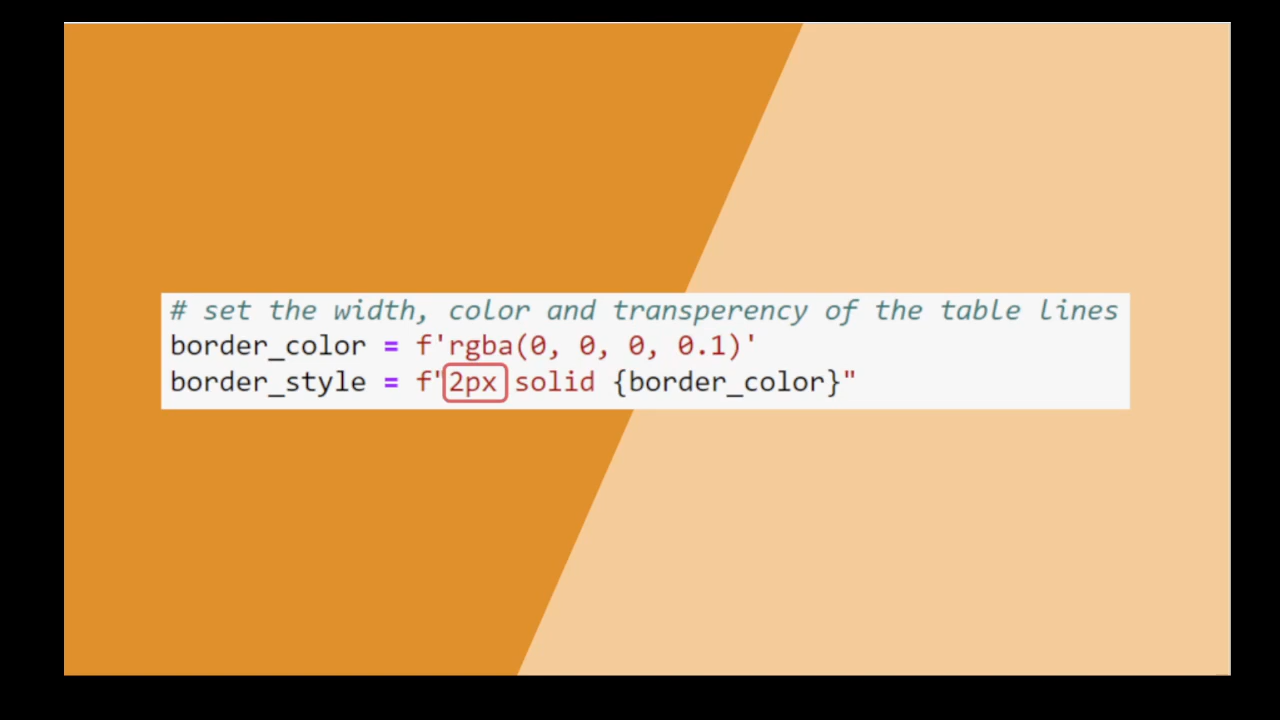 # set the width, color and transperency of the table lines
border_color = f'rgba(0, 0, 0, 0.1)'
border_style = f'2px solid {border_color}"